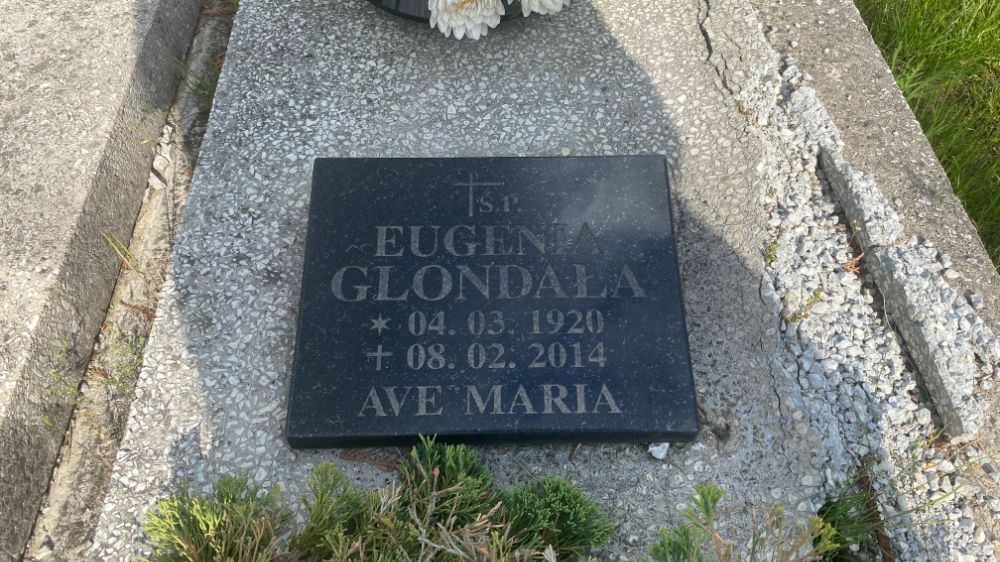 Ś.P.
EUGENIA
GLONDAŁA
* 04. 03. 1920
† 08. 02. 2014
AVE MARIA